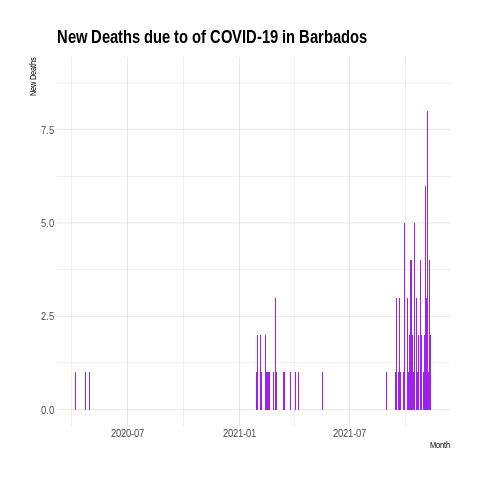 New Deaths due to of COVID-19 in Barbados
New Deaths
7.5
5.0
2.5
0.0
2020-07 2021-01 2021-07
Month